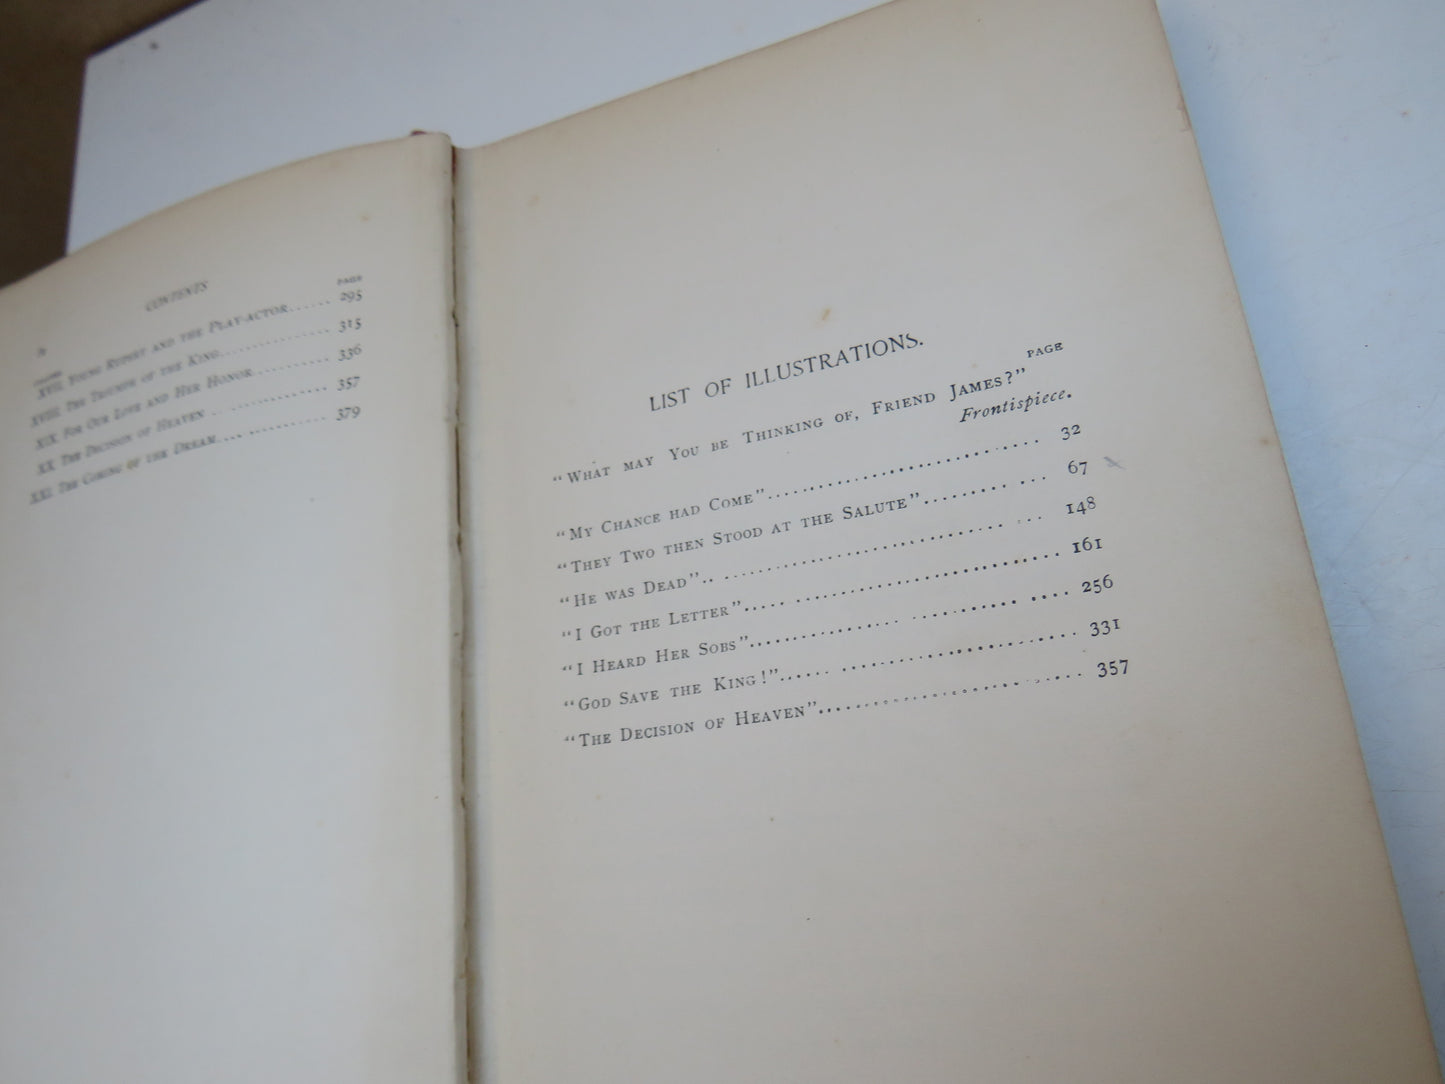 CONTENTS
PAGE
XVII. YOUNG RUPERT AND THE PLAY-ACTOR...... 295
XVIII. THE TRIUMPH OF THE KING............... 315
XIX. FOR OUR LOVE AND HER HONOR.......... 336
XX. THE DECISION OF HEAVEN .. ............. 357
XXI. THE COMING OF THE DREAM.... ........... 379
LIST OF ILLUSTRATIONS.
PAGE
"WHAT MAY YOU BE THINKING OF, FRIEND JAMES?"
Frontispiece.
"MY CHANCE HAD COME"................................ 32
"THEY TWO THEN STOOD AT THE SALUTE"......... ... 67
"HE WAS DEAD".. ............................. ... 148
"I GOT THE LETTER"..... .............................. 161
"I HEARD HER SOBS"................ ........... .... 256
"GOD SAVE THE KING!"...... .......................... 331
"THE DECISION OF HEAVEN"............................ 357